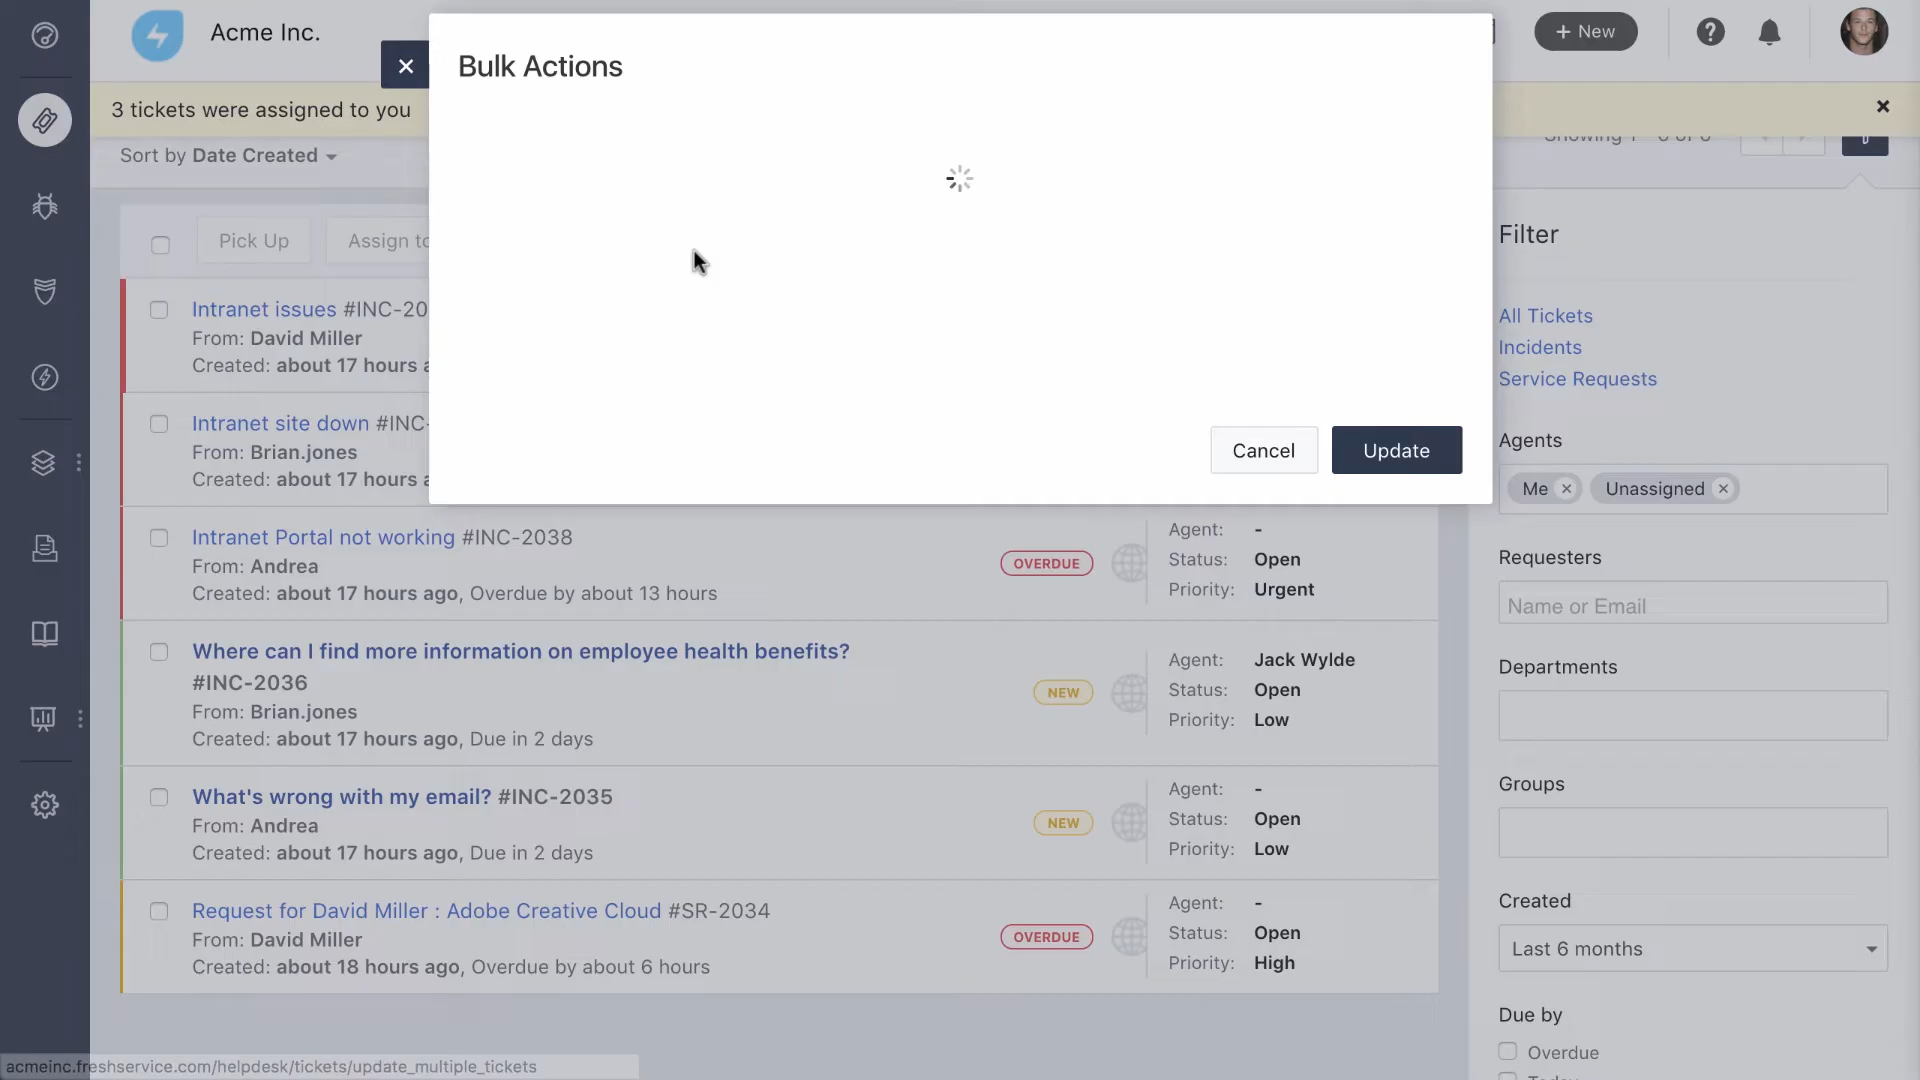 Acme Inc.
+ New
Bulk Actions
3 tickets were assigned to you
Sort by Date Created
Pick Up
Assign to
Intranet issues #INC-20
From: David Miller
Created: about 17 hours a
Intranet site down #INC-
From: Brian.jones
Created: about 17 hours a
Cancel
Update
Intranet Portal not working #INC-2038
From: Andrea
Created: about 17 hours ago, Overdue by about 13 hours
OVERDUE
Agent: -
Status: Open
Priority: Urgent
Where can I find more information on employee health benefits?
#INC-2036
From: Brian.jones
Created: about 17 hours ago, Due in 2 days
NEW
Agent: Jack Wylde
Status: Open
Priority: Low
What's wrong with my email? #INC-2035
From: Andrea
Created: about 17 hours ago, Due in 2 days
NEW
Agent: -
Status: Open
Priority: Low
Request for David Miller : Adobe Creative Cloud #SR-2034
From: David Miller
Created: about 18 hours ago, Overdue by about 6 hours
OVERDUE
Agent: -
Status: Open
Priority: High
Filter
All Tickets
Incidents
Service Requests
Agents
Me
Unassigned
Requesters
Name or Email
Departments
Groups
Created
Last 6 months
Due by
Overdue
acmeinc.freshservice.com/helpdesk/tickets/update_multiple_tickets